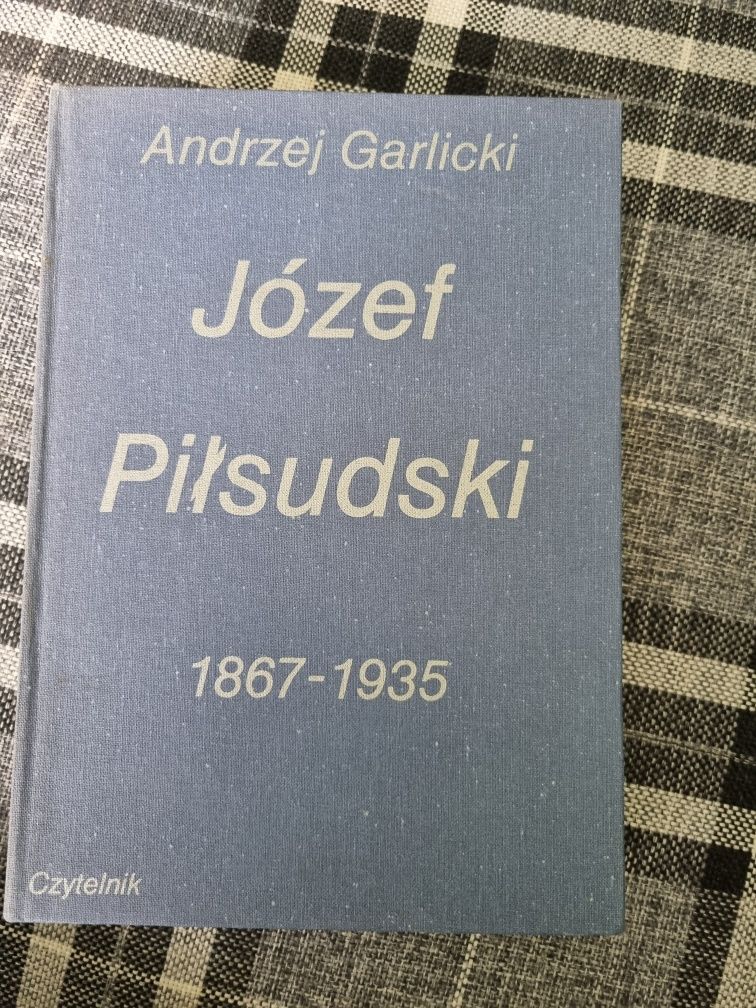 Andrzej Garlicki
Józef
Piłsudski
1867-1935
Czytelnik